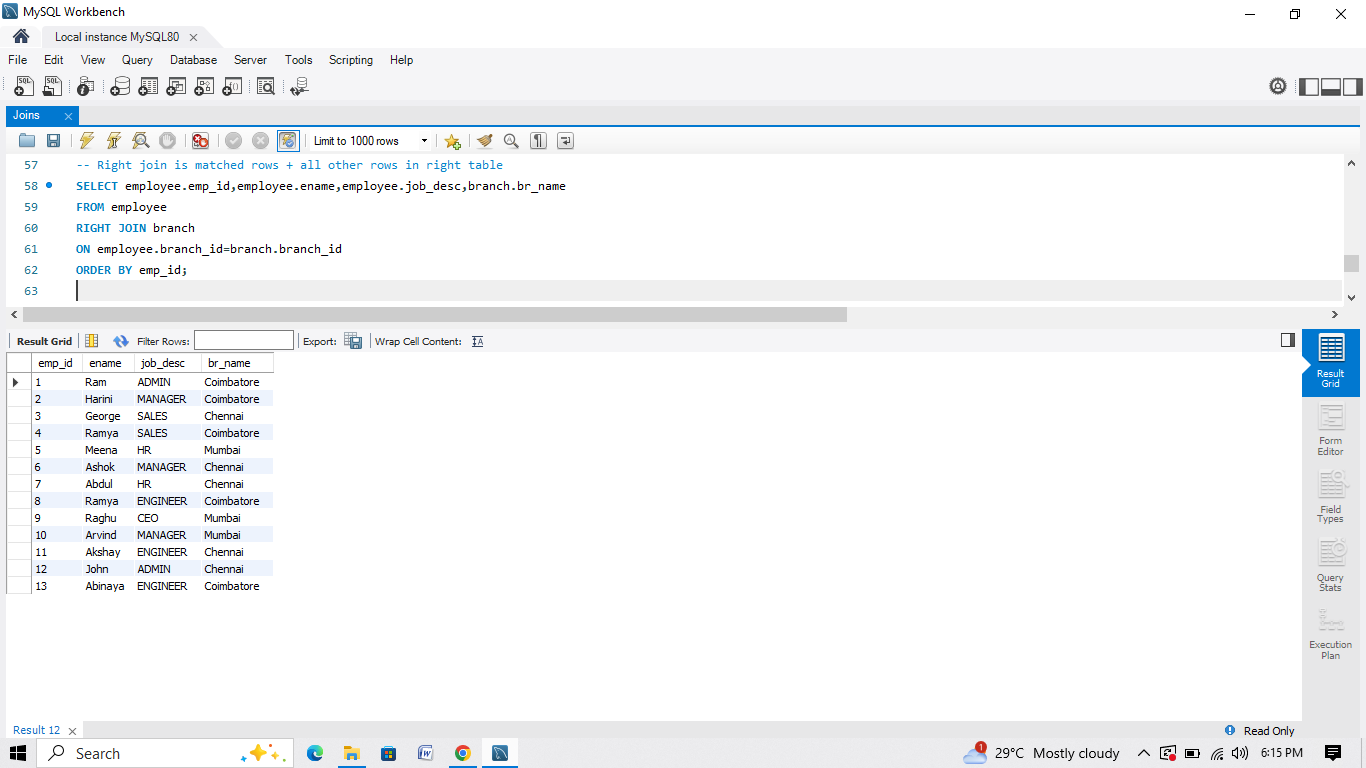 MySQL Workbench
Local instance MySQL80
File Edit View Query Database Server Tools Scripting Help
Joins
Limit to 1000 rows
57 -- Right join is matched rows + all other rows in right table
58 SELECT employee.emp_id,employee.ename,employee.job_desc,branch.br_name
59 FROM employee
60 RIGHT JOIN branch
61 ON employee.branch_id=branch.branch_id
62 ORDER BY emp_id;
63
Result Grid Filter Rows: Export: Wrap Cell Content:
emp_id ename job_desc br_name
1 Ram ADMIN Coimbatore
2 Harini MANAGER Coimbatore
3 George SALES Chennai
4 Ramya SALES Coimbatore
5 Meena HR Mumbai
6 Ashok MANAGER Chennai
7 Abdul HR Chennai
8 Ramya ENGINEER Coimbatore
9 Raghu CEO Mumbai
10 Arvind MANAGER Mumbai
11 Akshay ENGINEER Chennai
12 John ADMIN Chennai
13 Abinaya ENGINEER Coimbatore
Result
Grid
Form
Editor
Field
Types
Query
Stats
Execution
Plan
Result 12
Read Only
Search
1
29°C Mostly cloudy
6:15 PM